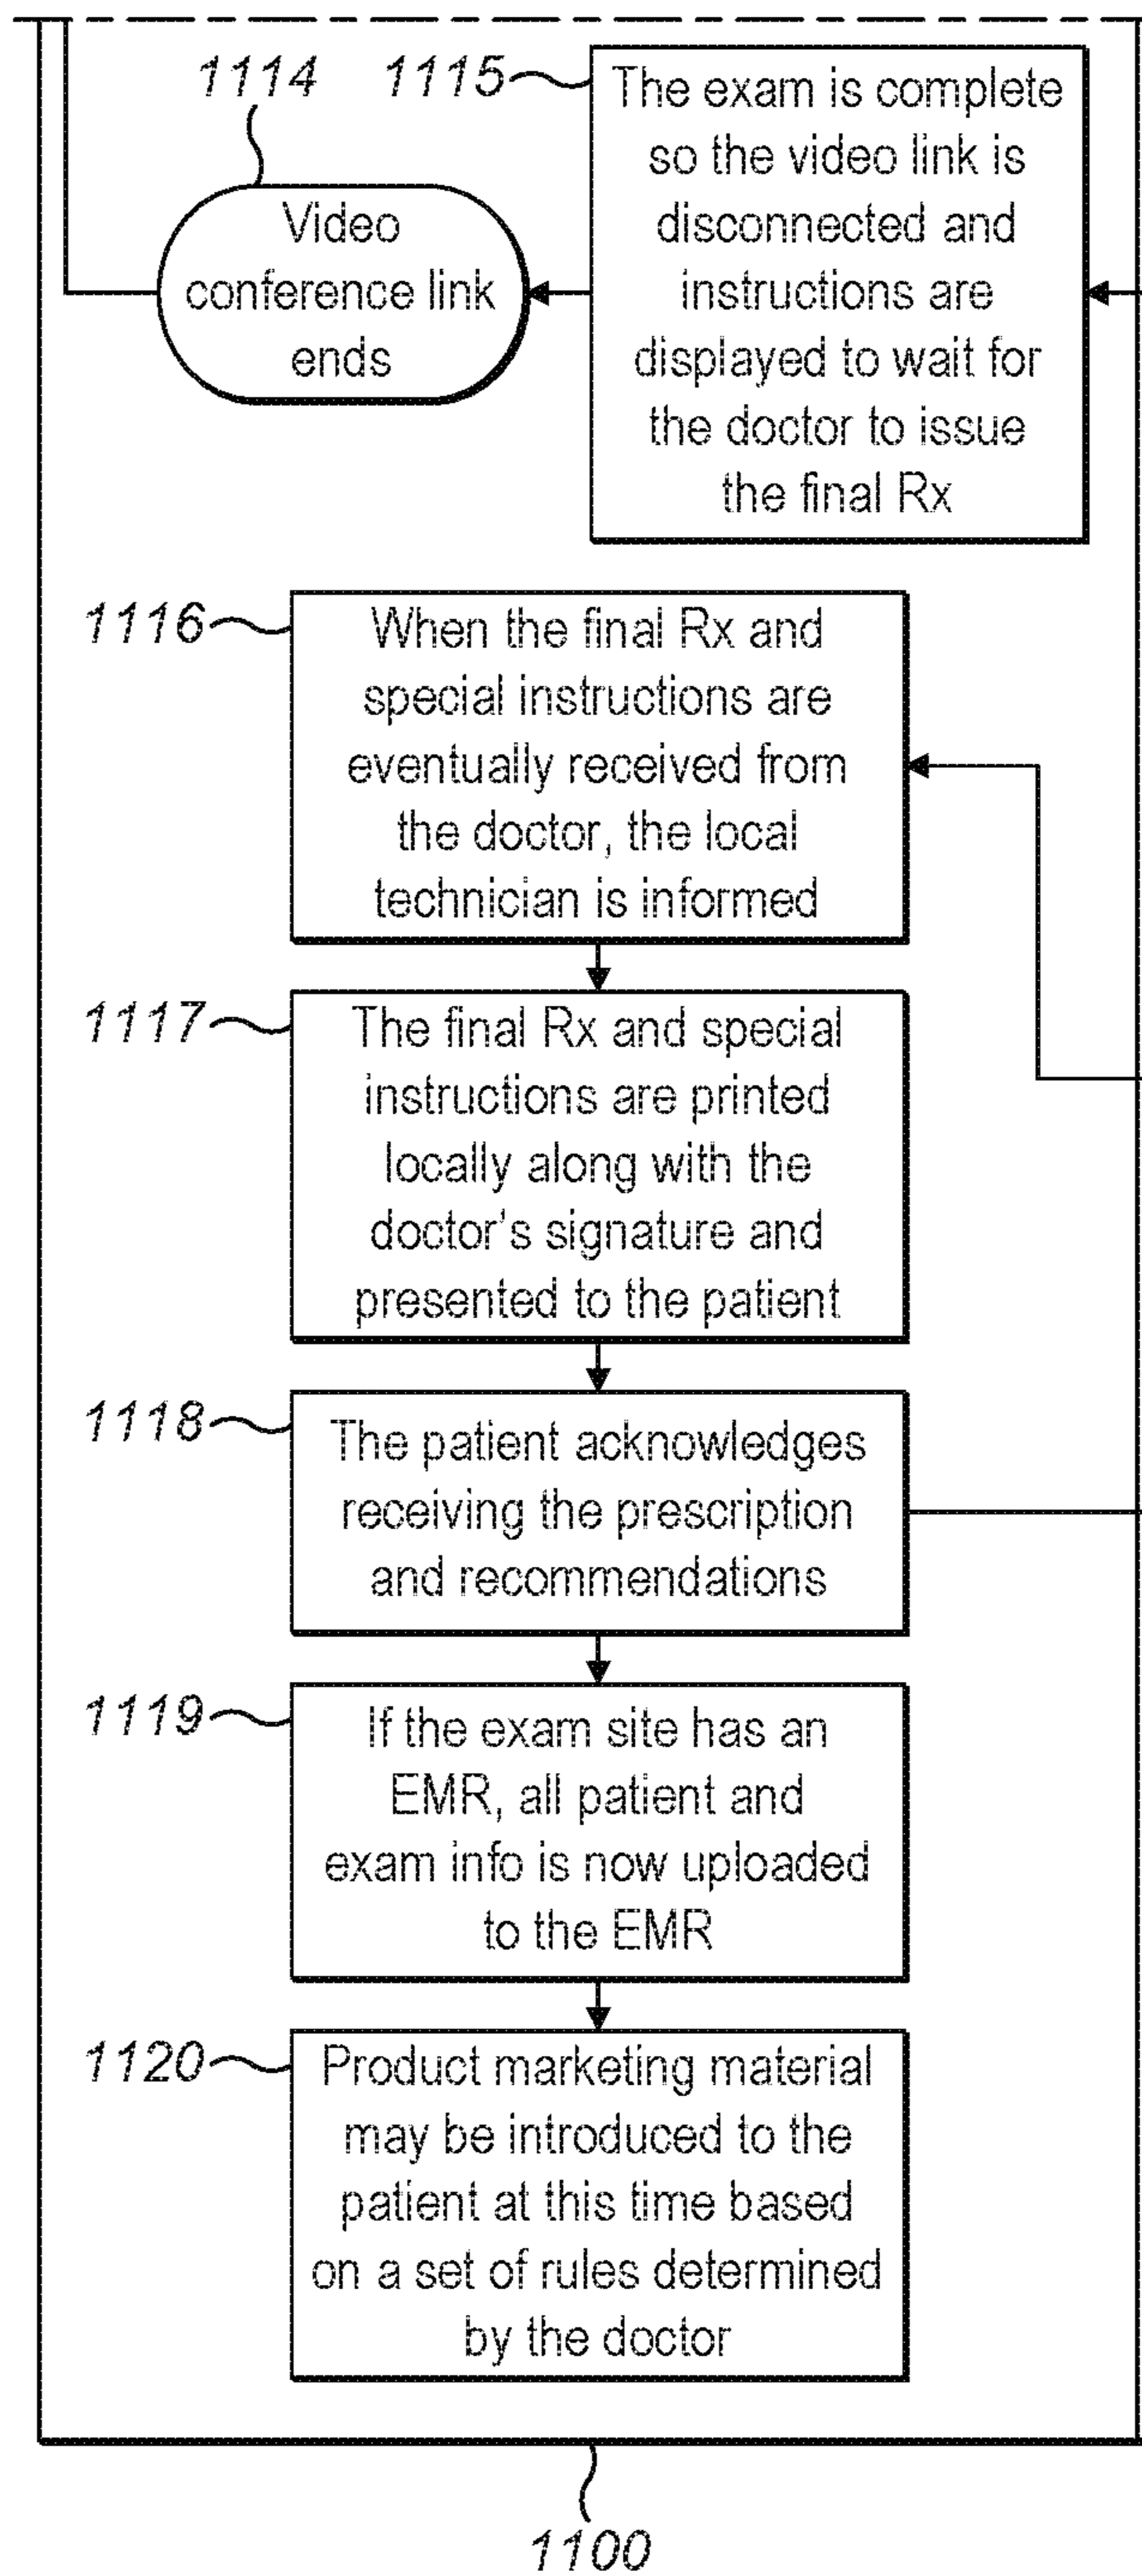 1114
Video
conference link
ends
1115
The exam is complete
so the video link is
disconnected and
instructions are
displayed to wait for
the doctor to issue
the final Rx
1116
When the final Rx and
special instructions are
eventually received from
the doctor, the local
technician is informed
1117
The final Rx and special
instructions are printed
locally along with the
doctor's signature and
presented to the patient
1118
The patient acknowledges
receiving the prescription
and recommendations
1119
If the exam site has an
EMR, all patient and
exam info is now uploaded
to the EMR
1120
Product marketing material
may be introduced to the
patient at this time based
on a set of rules determined
by the doctor
1100